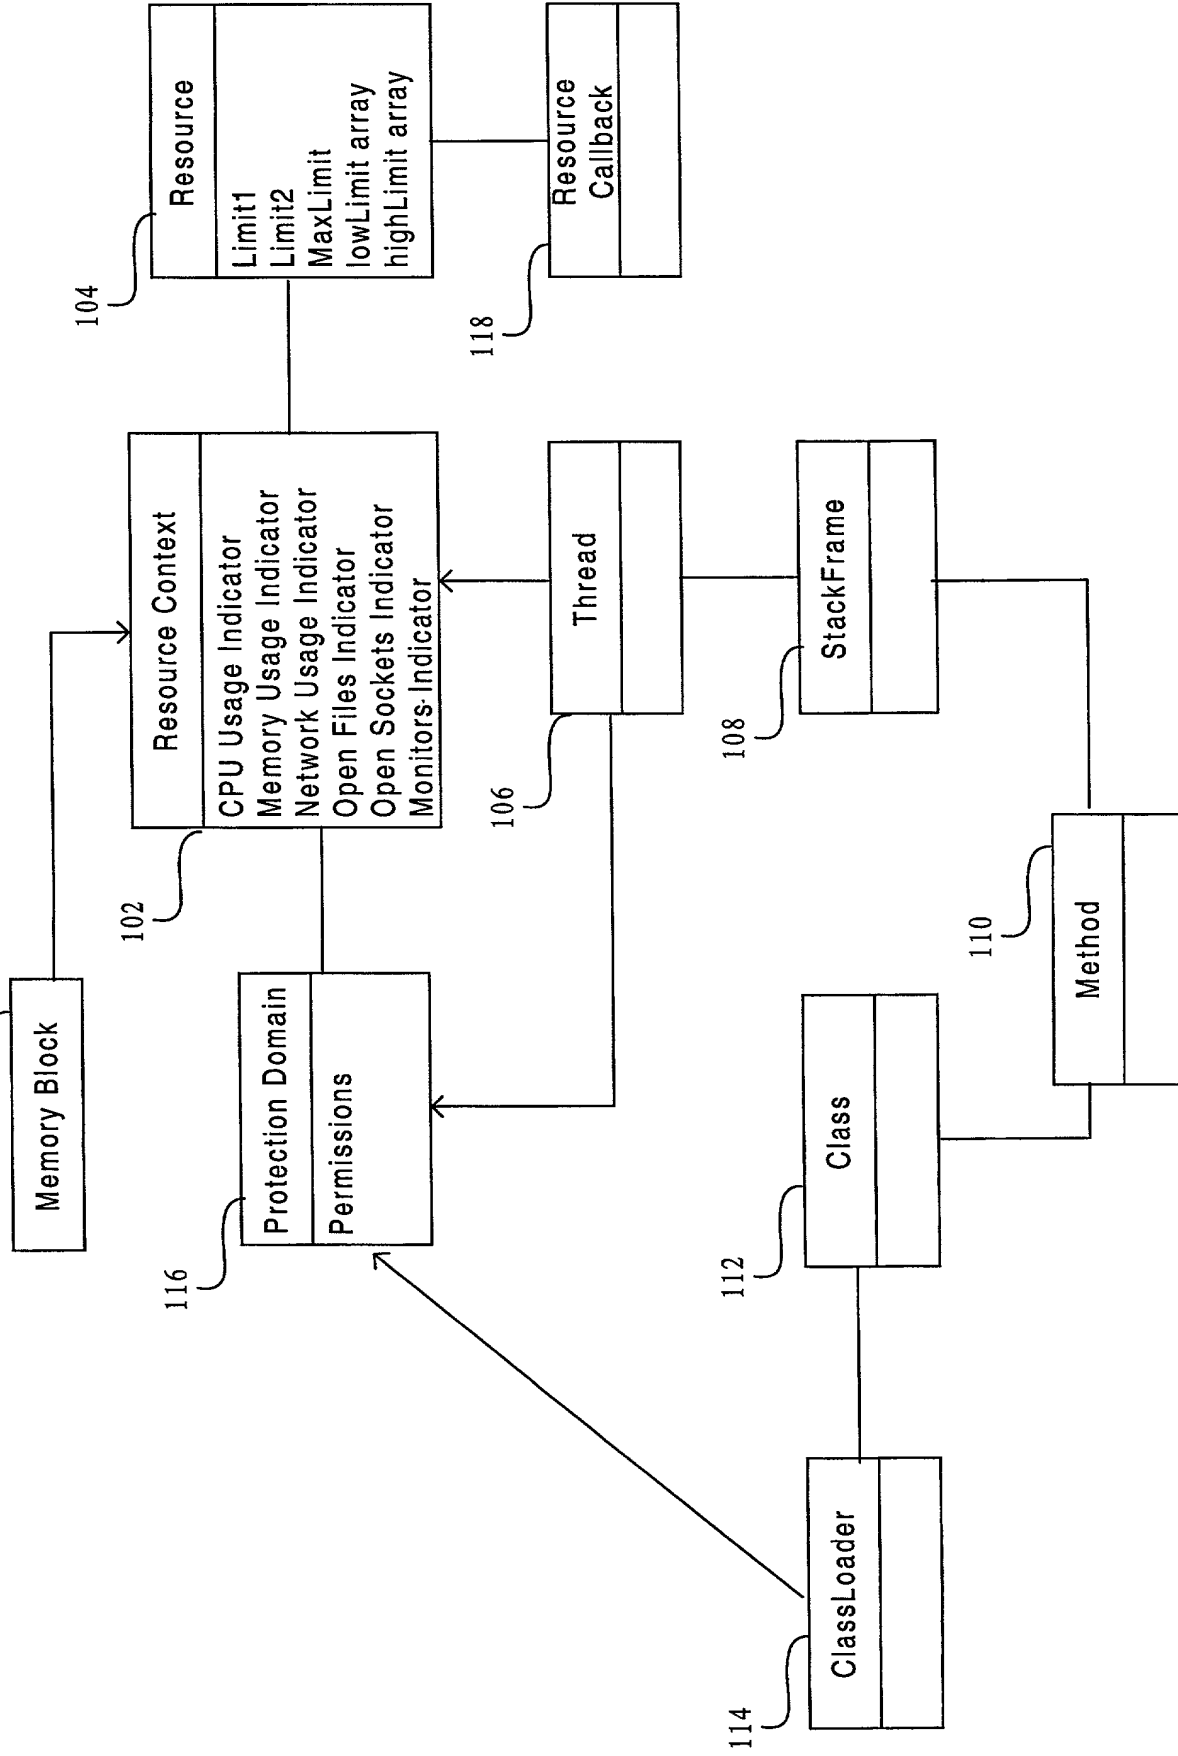 Memory Block
116
Protection Domain
Permissions
102
Resource Context
CPU Usage Indicator
Memory Usage Indicator
Network Usage Indicator
Open Files Indicator
Open Sockets Indicator
Monitors-Indicator
104
Resource
Limit1
Limit2
MaxLimit
lowLimit array
highLimit array
118
Resource
Callback
106
Thread
108
StackFrame
110
Method
112
Class
114
ClassLoader